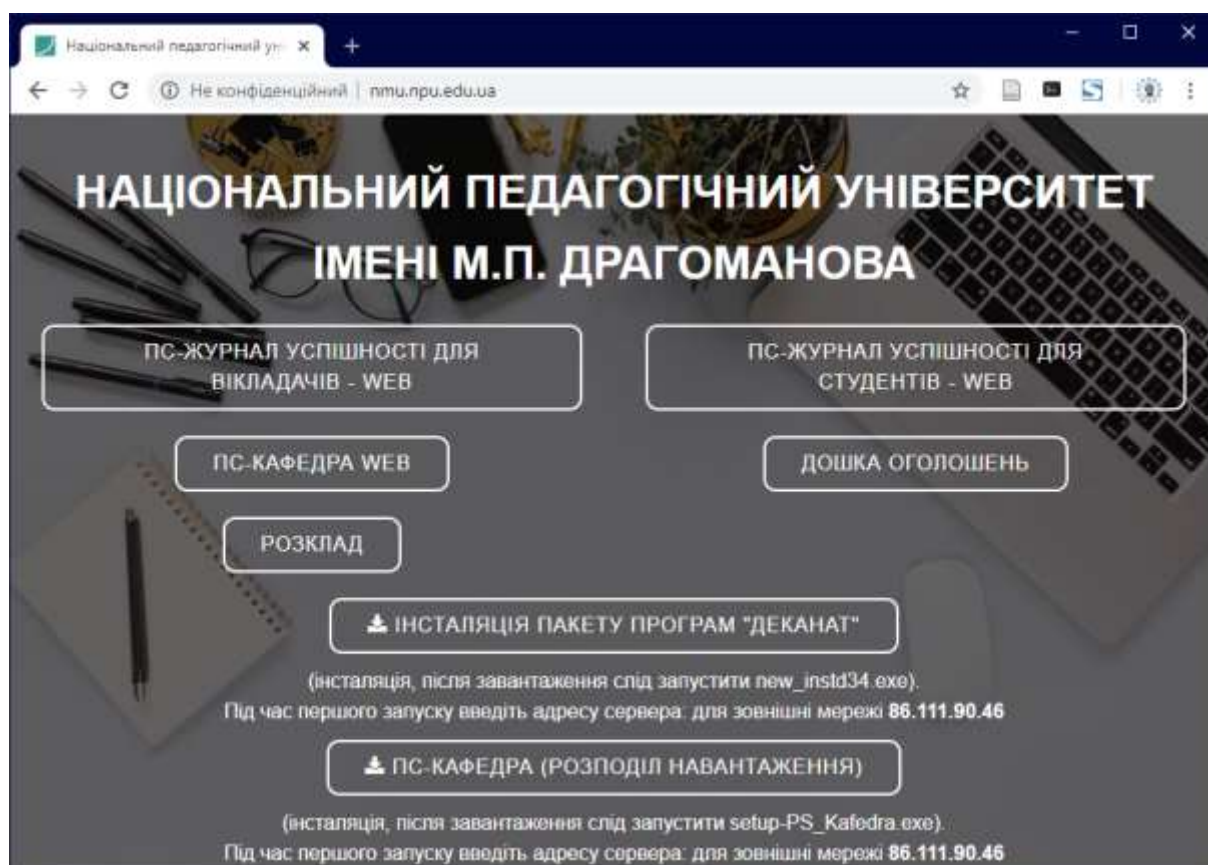 Національний педагогічний уні
Не конфіденційний | nmu.npu.edu.ua
НАЦІОНАЛЬНИЙ ПЕДАГОГІЧНИЙ УНІВЕРСИТЕТ
ІМЕНІ М.П. ДРАГОМАНОВА
ПС-ЖУРНАЛ УСПІШНОСТІ ДЛЯ
ВІКЛАДАЧІВ - WEB
ПС-ЖУРНАЛ УСПІШНОСТІ ДЛЯ
СТУДЕНТІВ - WEB
ПС-КАФЕДРА WEB
ДОШКА ОГОЛОШЕНЬ
РОЗКЛАД
ІНСТАЛЯЦІЯ ПАКЕТУ ПРОГРАМ "ДЕКАНАТ"
(інсталяція, після завантаження слід запустити new_instd34.exe).
Під час першого запуску введіть адресу сервера: для зовнішні мережі 86.111.90.46
ПС-КАФЕДРА (РОЗПОДІЛ НАВАНТАЖЕННЯ)
(інсталяція, після завантаження слід запустити setup-PS_Kafedra.exe).
Під час першого запуску введіть адресу сервера: для зовнішні мережі 86.111.90.46